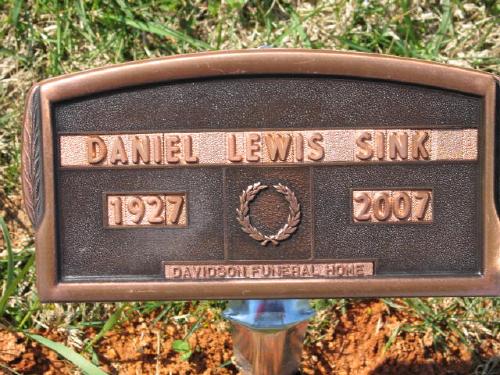 DANIEL LEWIS SINK
1927 2007
DAVIDSON FUNERAL HOME